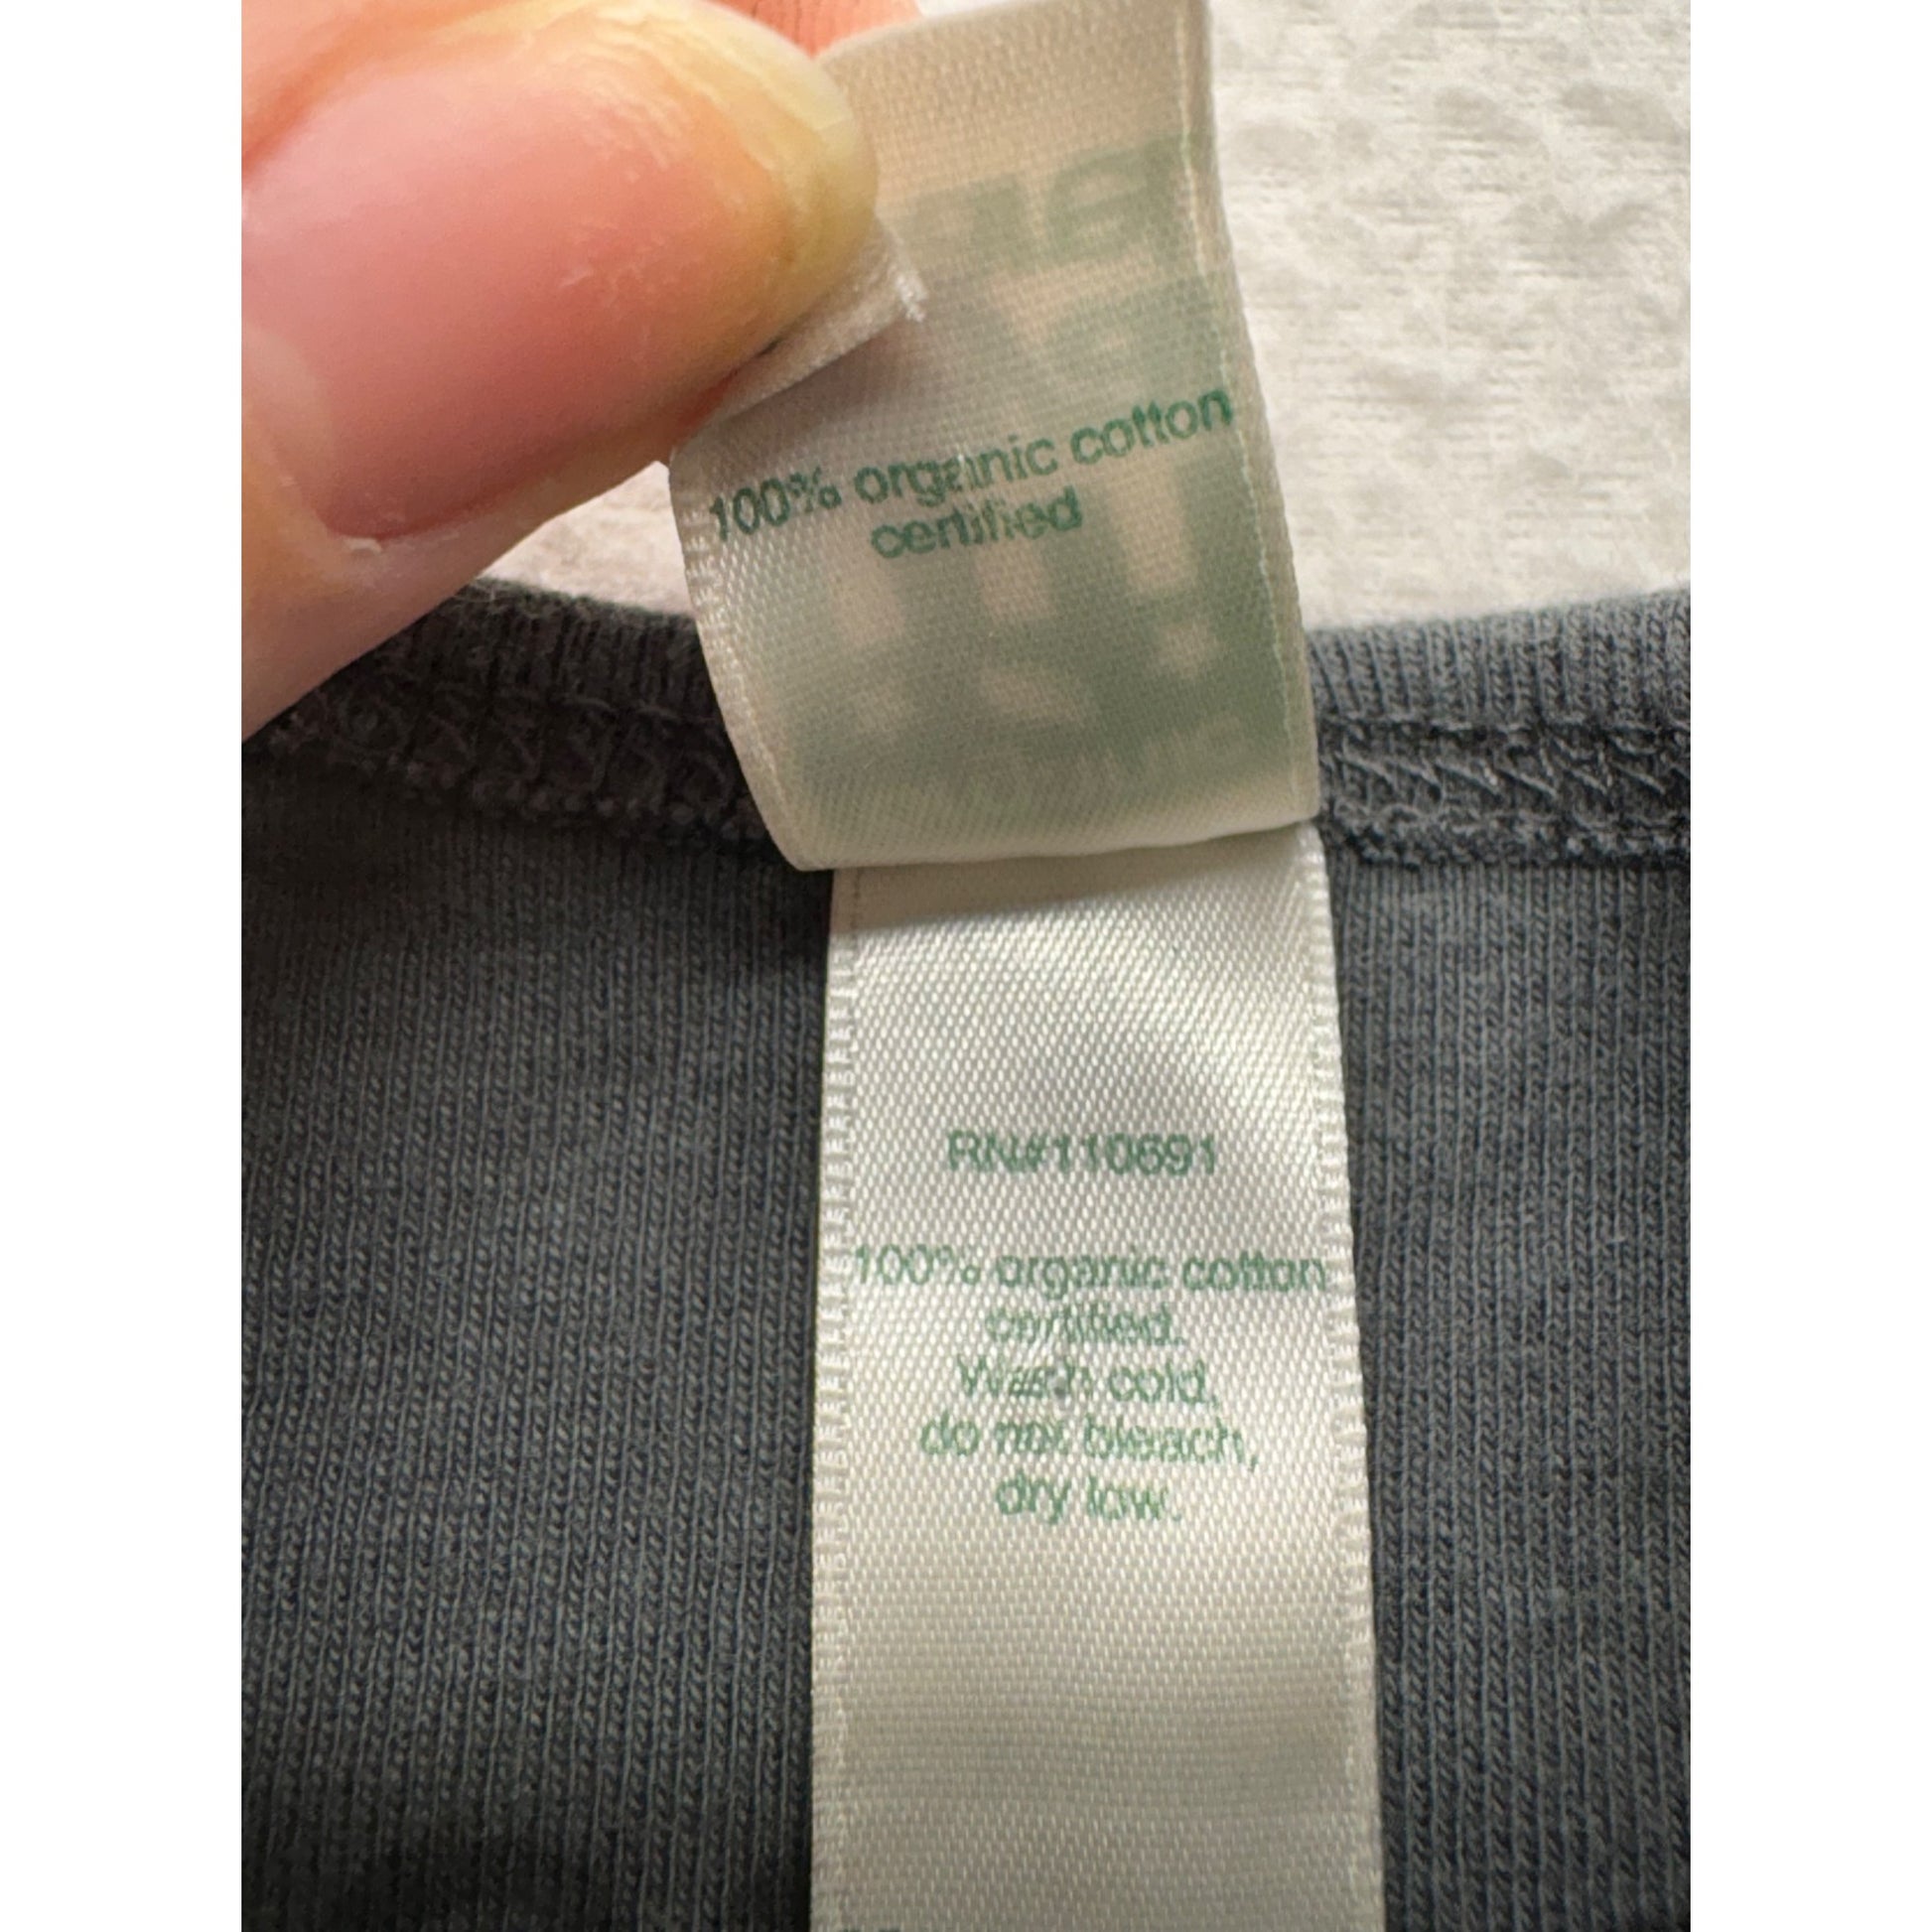 100% organic cotton
certified
RN#110691
100% organic cotton
certified.
Wash cold,
do not bleach,
dry low.